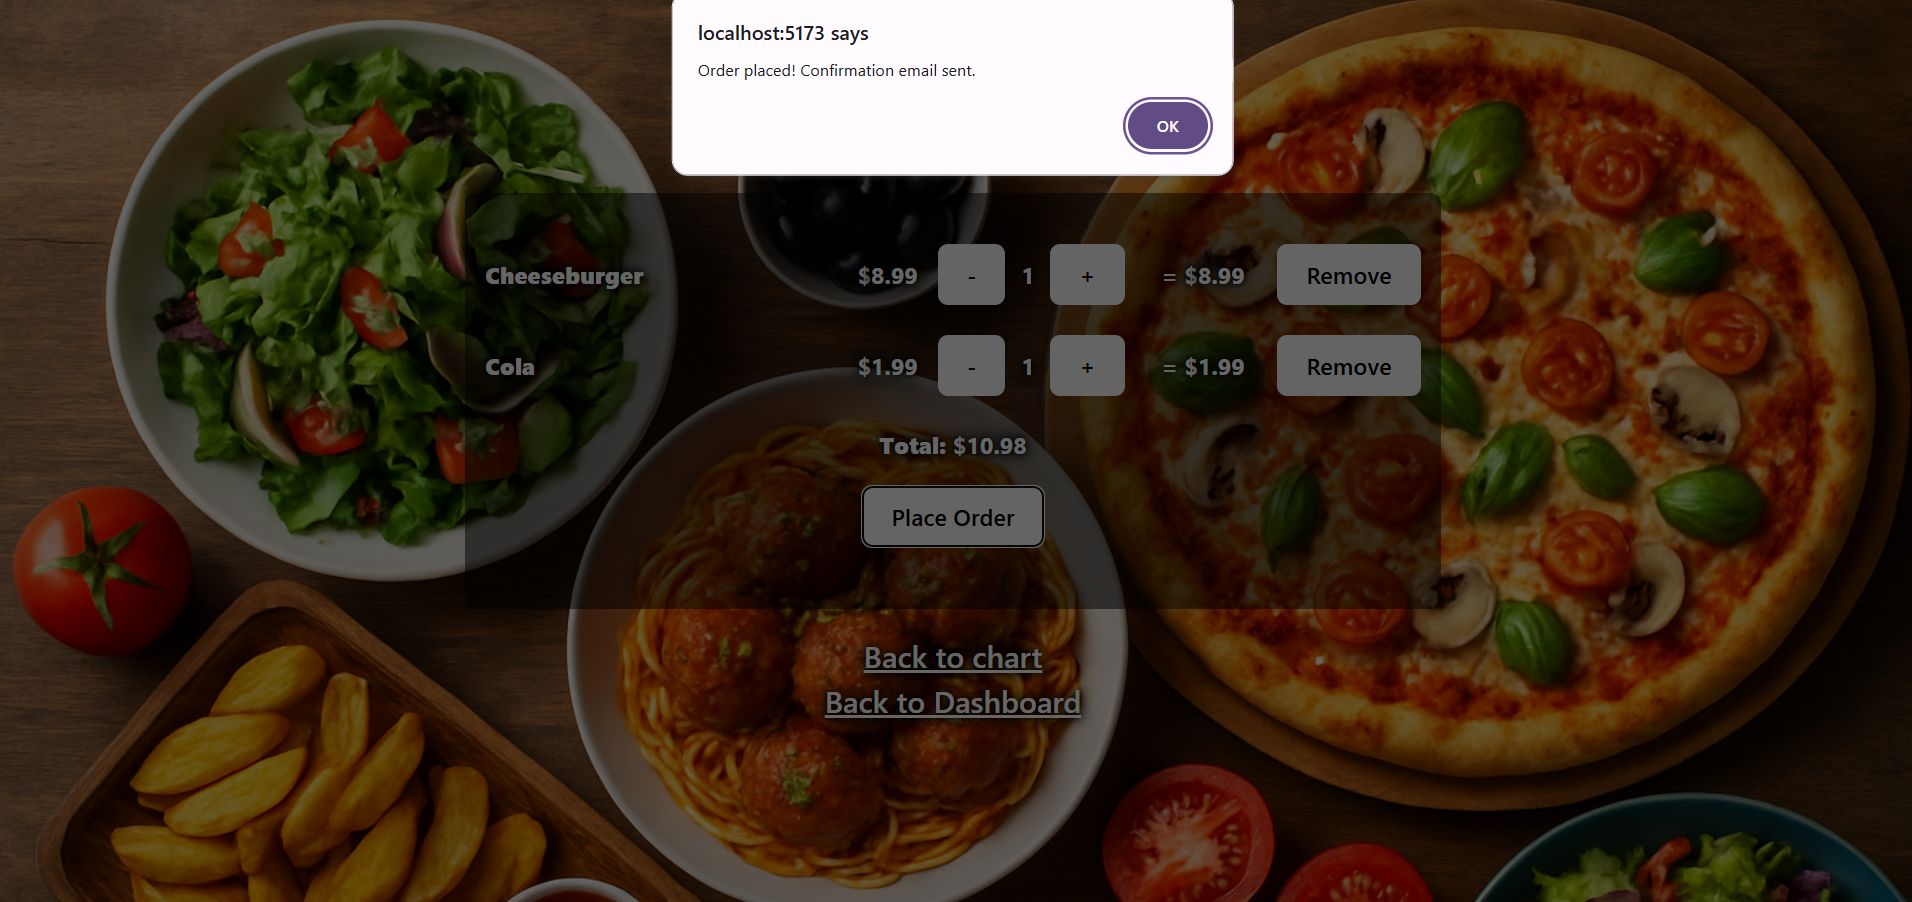 localhost:5173 says
Order placed! Confirmation email sent.
OK
Cheeseburger $8.99 - 1 + = $8.99 Remove
Cola $1.99 - 1 + = $1.99 Remove
Total: $10.98
Place Order
Back to chart
Back to Dashboard